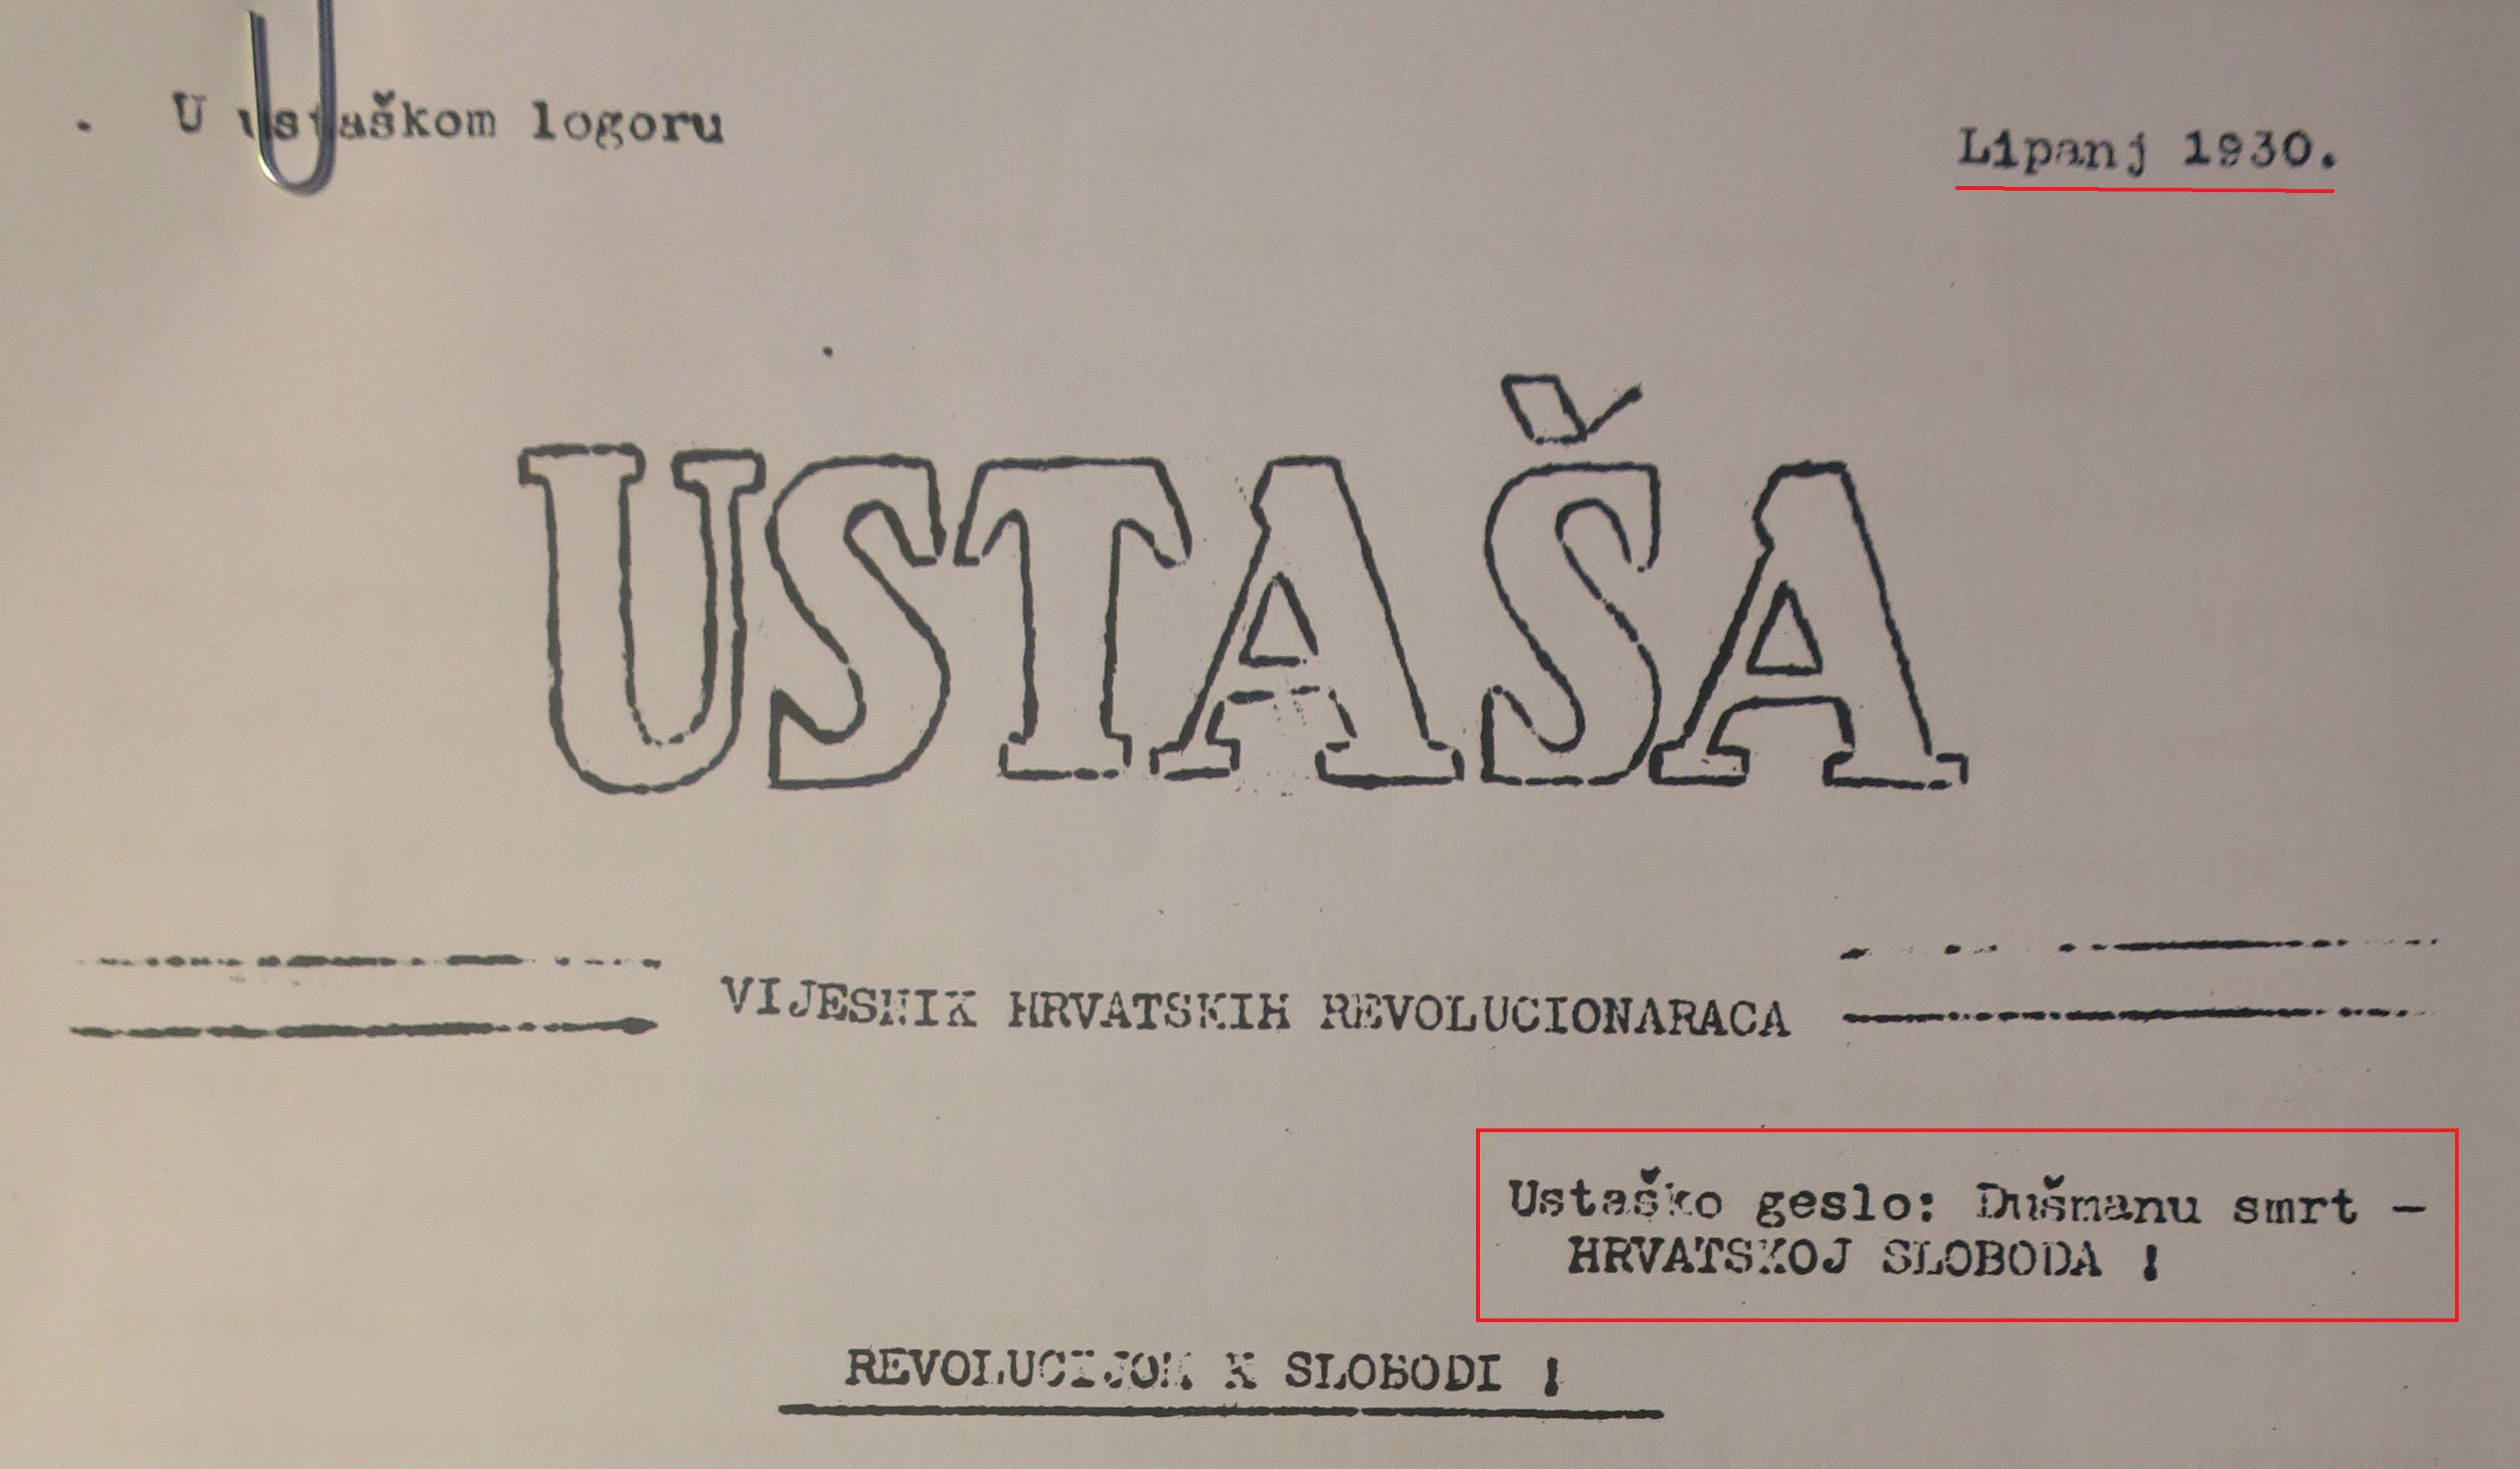 U ustaškom logoru
Lipanj 1930.
USTAŠA
VIJESNIK HRVATSKIH REVOLUCIONARACA
Ustaško geslo: Dušmanu smrt -
HRVATSKOJ SLOBODA !
REVOLUCIJOM K SLOBODI !